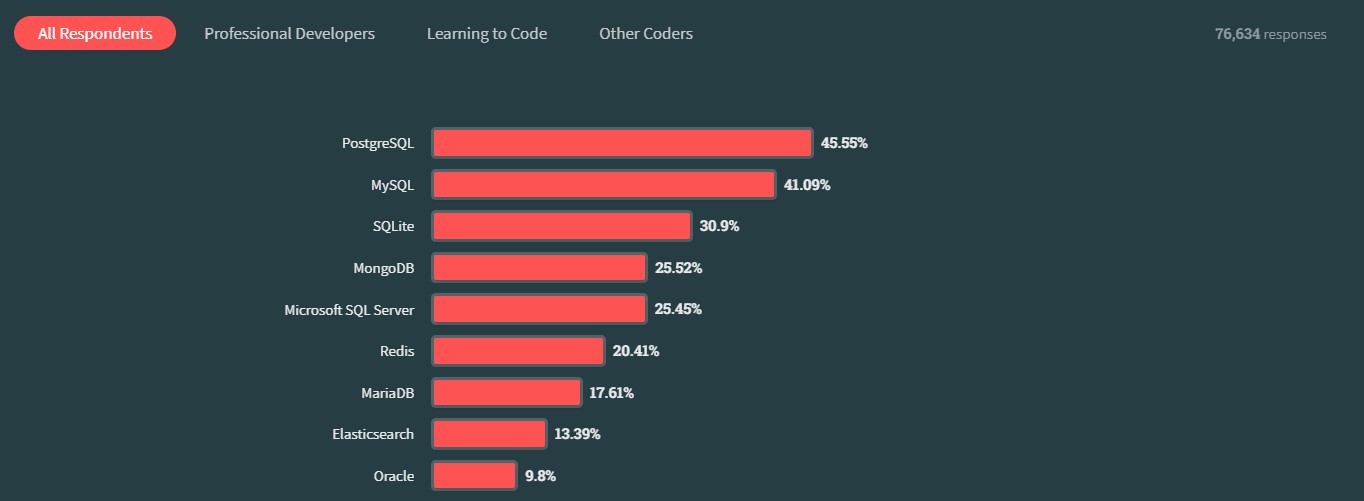 All Respondents Professional Developers Learning to Code Other Coders 76,634 responses
PostgreSQL 45.55%
MySQL 41.09%
SQLite 30.9%
MongoDB 25.52%
Microsoft SQL Server 25.45%
Redis 20.41%
MariaDB 17.61%
Elasticsearch 13.39%
Oracle 9.8%